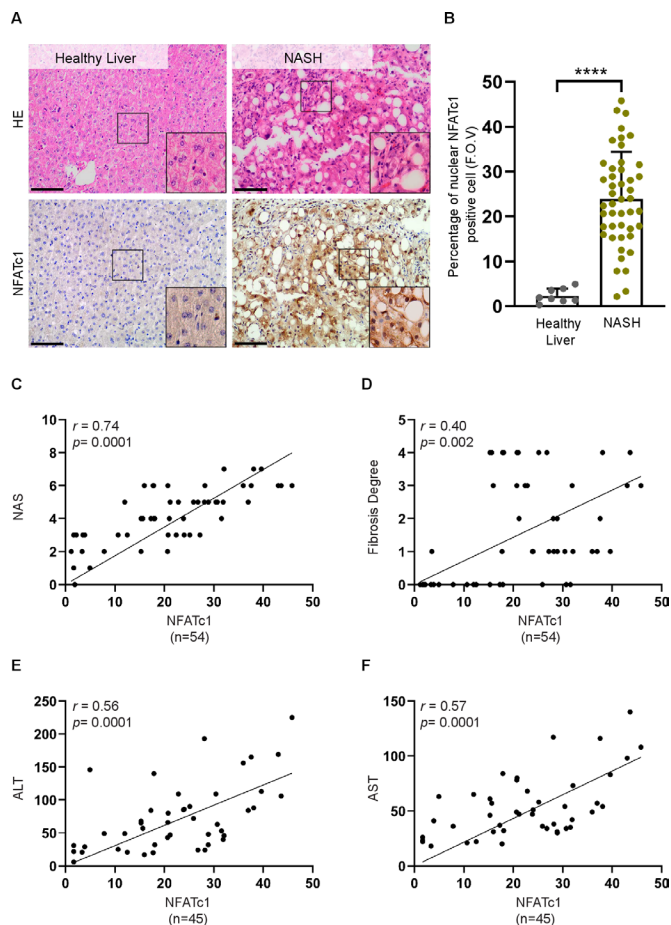 A
Healthy Liver
NASH
HE
NFATc1
B
****
Percentage of nuclear NFATc1
positive cell (F.O.V)
50
40
30
20
10
0
Healthy
Liver
NASH
C
r = 0.74
p= 0.0001
NAS
10
8
6
4
2
0
0 10 20 30 40 50
NFATc1
(n=54)
D
r = 0.40
p= 0.002
Fibrosis Degree
5
4
3
2
1
0
0 10 20 30 40 50
NFATc1
(n=54)
E
r = 0.56
p= 0.0001
ALT
250
200
150
100
50
0
0 10 20 30 40 50
NFATc1
(n=45)
F
r = 0.57
p= 0.0001
AST
150
100
50
0
0 10 20 30 40 50
NFATc1
(n=45)